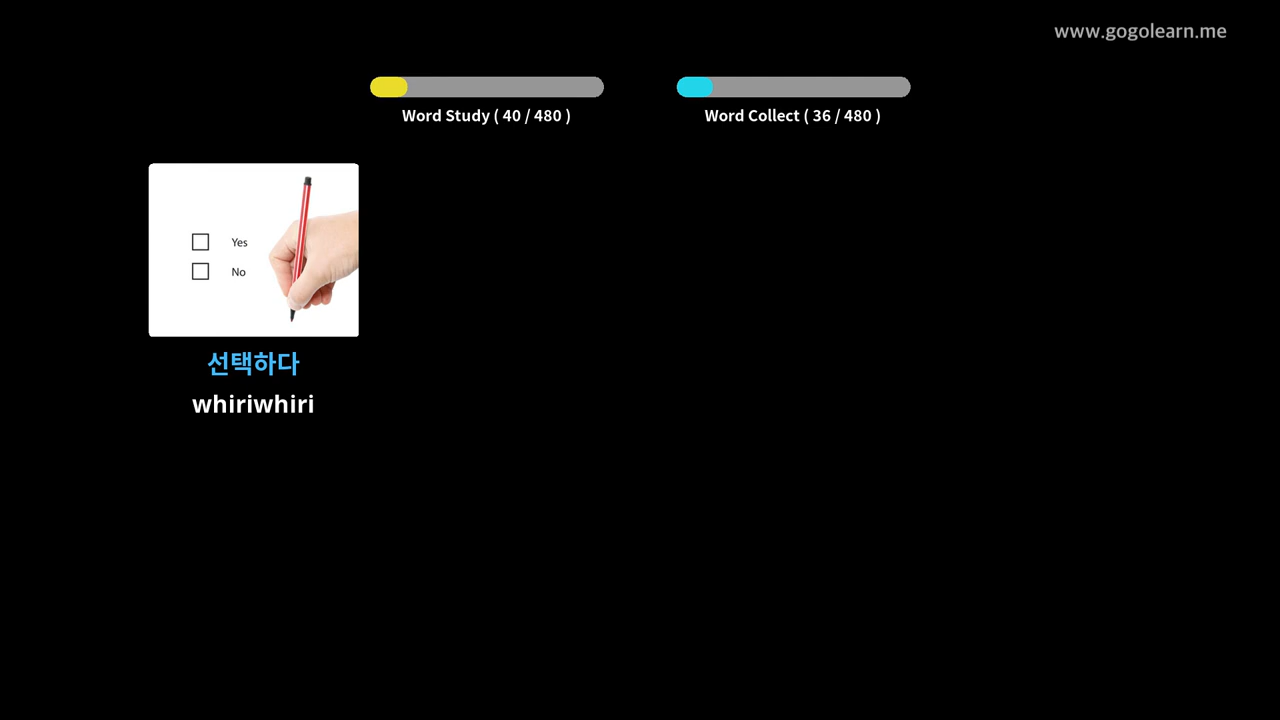 www.gogolearn.me
Word Study ( 40 / 480 )
Word Collect ( 36 / 480 )
Yes
No
선택하다
whiriwhiri